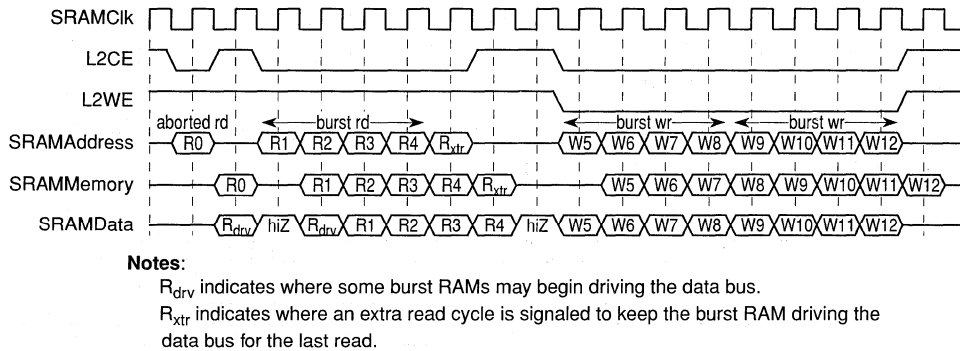 SRAMClk
L2CE
L2WE
aborted rd burst rd burst wr burst wr
SRAMAddress R0 R1 R2 R3 R4 Rxtr W5 W6 W7 W8 W9 W10 W11 W12
SRAMMemory R0 R1 R2 R3 R4 Rxtr W5 W6 W7 W8 W9 W10 W11 W12
SRAMData Rdrv hiZ Rdrv R1 R2 R3 R4 hiZ W5 W6 W7 W8 W9 W10 W11 W12
Notes:
Rdrv indicates where some burst RAMs may begin driving the data bus.
Rxtr indicates where an extra read cycle is signaled to keep the burst RAM driving the
data bus for the last read.